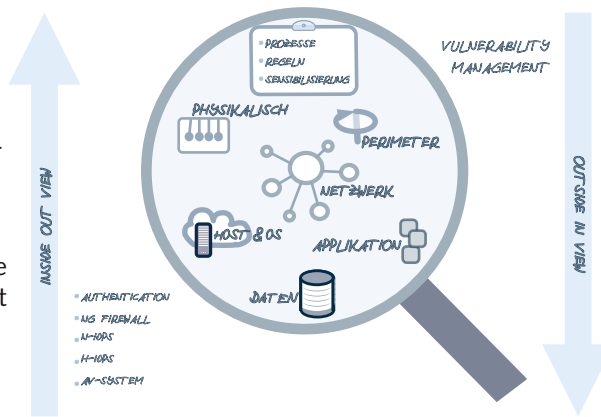 PROZESSE
REGELN
SENSIBILISIERUNG
VULNERABILITY
MANAGEMENT
PHYSIKALISCH
PERIMETER
NETZWERK
HOST & OS
APPLIKATION
DATEN
INSIDE OUT VIEW
OUTSIDE IN VIEW
e
t
AUTHENTICATION
NG FIREWALL
N-IDPS
H-IDPS
AV-SYSTEM